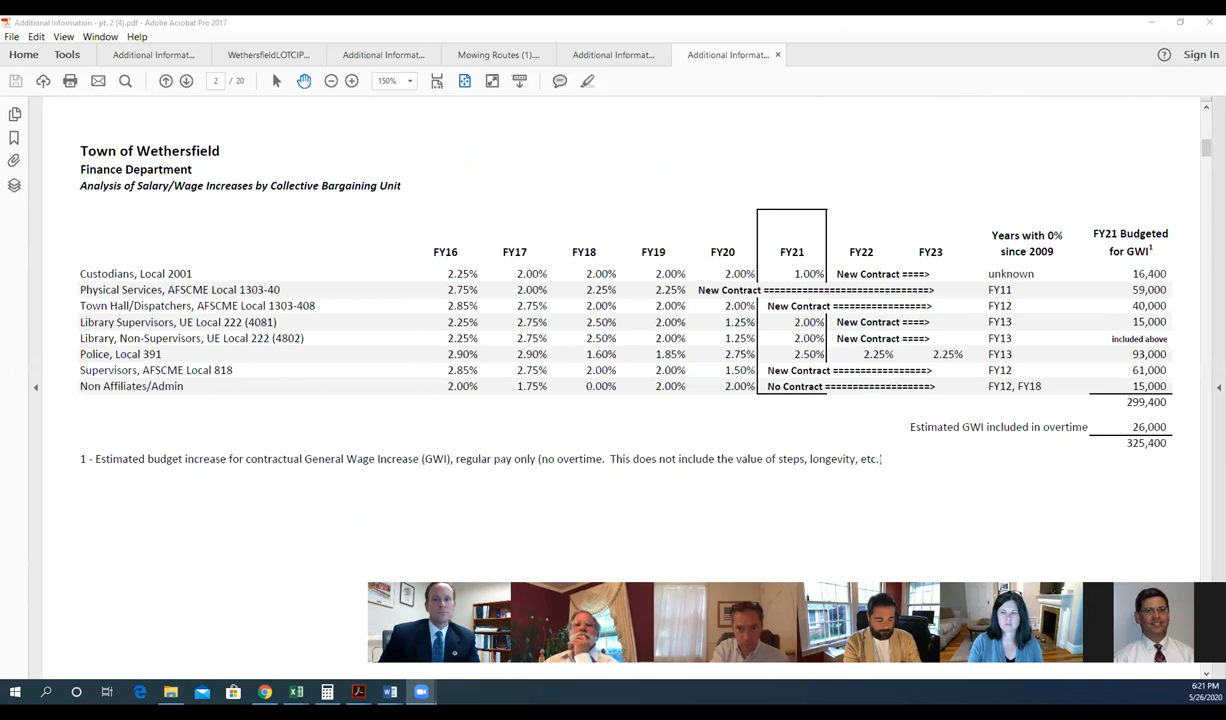 Additional Information - pt. 2 (4).pdf - Adobe Acrobat Pro 2017
File Edit View Window Help
Home Tools Additional Informat... WethersfieldLOTCIP... Additional Informat... Mowing Routes (1).... Additional Informat... Additional Informat... × Sign In
2 / 20 150%
Town of Wethersfield
Finance Department
Analysis of Salary/Wage Increases by Collective Bargaining Unit
FY16 FY17 FY18 FY19 FY20 FY21 FY22 FY23 Years with 0% since 2009 FY21 Budgeted for GWI1
Custodians, Local 2001 2.25% 2.00% 2.00% 2.00% 2.00% 1.00% New Contract ====> unknown 16,400
Physical Services, AFSCME Local 1303-40 2.75% 2.00% 2.25% 2.25% New Contract =============================> FY11 59,000
Town Hall/Dispatchers, AFSCME Local 1303-408 2.85% 2.75% 2.00% 2.00% 2.00% New Contract =================> FY12 40,000
Library Supervisors, UE Local 222 (4081) 2.25% 2.75% 2.50% 2.00% 1.25% 2.00% New Contract ====> FY13 15,000
Library, Non-Supervisors, UE Local 222 (4802) 2.25% 2.75% 2.50% 2.00% 1.25% 2.00% New Contract ====> FY13 included above
Police, Local 391 2.90% 2.90% 1.60% 1.85% 2.75% 2.50% 2.25% 2.25% FY13 93,000
Supervisors, AFSCME Local 818 2.85% 2.75% 2.00% 2.00% 1.50% New Contract =================> FY12 61,000
Non Affiliates/Admin 2.00% 1.75% 0.00% 2.00% 2.00% No Contract ===================> FY12, FY18 15,000
299,400
Estimated GWI included in overtime 26,000
325,400
1 - Estimated budget increase for contractual General Wage Increase (GWI), regular pay only (no overtime. This does not include the value of steps, longevity, etc.)
6:21 PM
5/26/2020